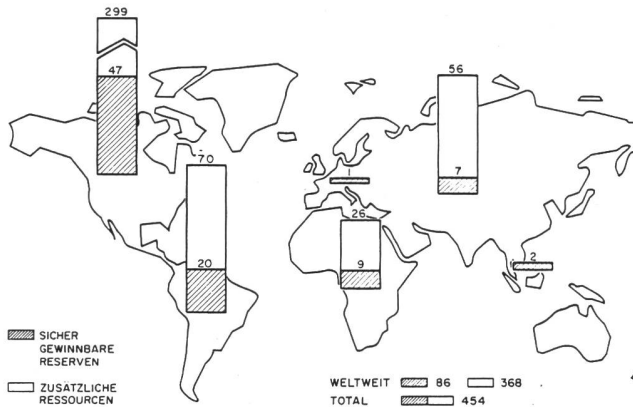 299
47
56
70
7
1
26
20
9
2
SICHER
GEWINNBARE
RESERVEN
ZUSÄTZLICHE
RESSOURCEN
WELTWEIT 86 368
TOTAL 454